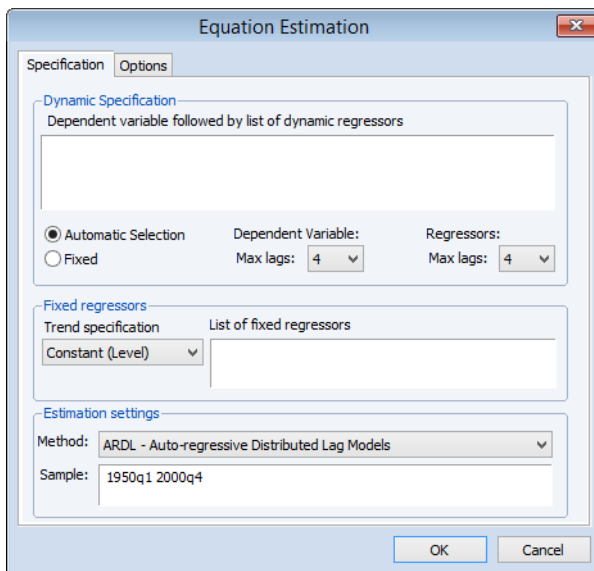 Equation Estimation
Specification Options
Dynamic Specification
Dependent variable followed by list of dynamic regressors
Automatic Selection
Fixed
Dependent Variable:
Max lags: 4
Regressors:
Max lags: 4
Fixed regressors
Trend specification
Constant (Level)
List of fixed regressors
Estimation settings
Method: ARDL - Auto-regressive Distributed Lag Models
Sample: 1950q1 2000q4
OK Cancel